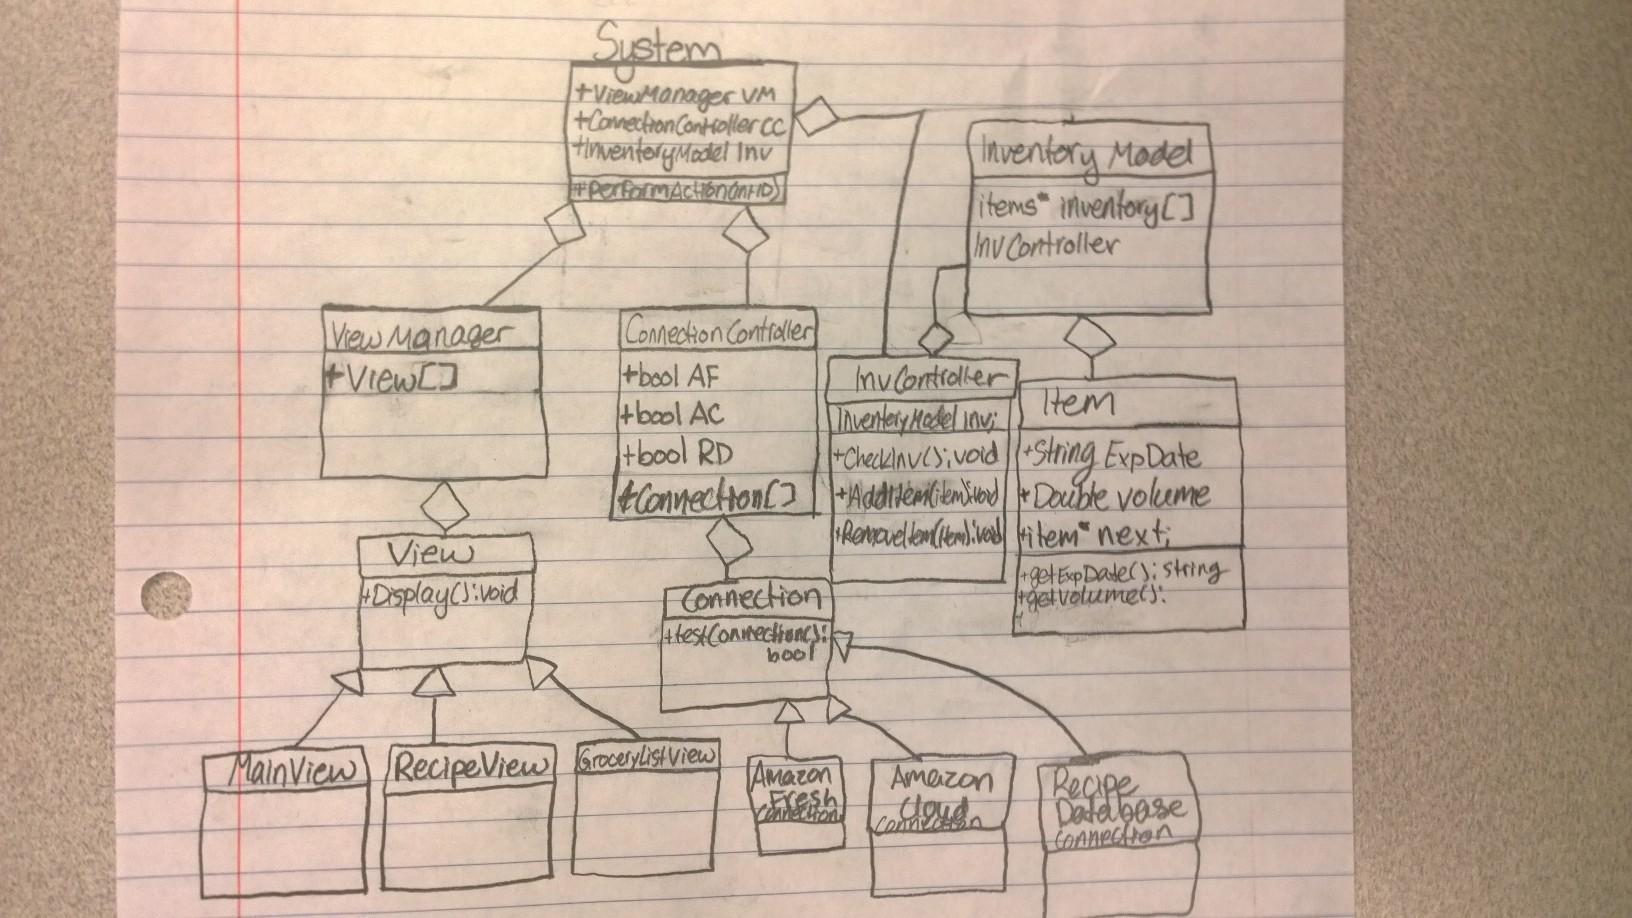 System
+ViewManager VM
+ConnectionController CC
+InventoryModel Inv
+performAction(int ID)
Inventory Model
items* inventory[]
InvController
ViewManager
+View[]
ConnectionController
+bool AF
+bool AC
+bool RD
+Connection[]
InvController
InventoryModel inv;
+CheckInv(): void
+AddItem(item): void
+RemoveItem(item): void
Item
+String ExpDate
+Double volume
+item* next;
+getExpDate(): string
+getVolume():
View
+Display(): void
Connection
+testConnection():
bool
MainView
RecipeView
GroceryListView
Amazon
Fresh
Connection
Amazon
Cloud
Connection
Recipe
Database
Connection